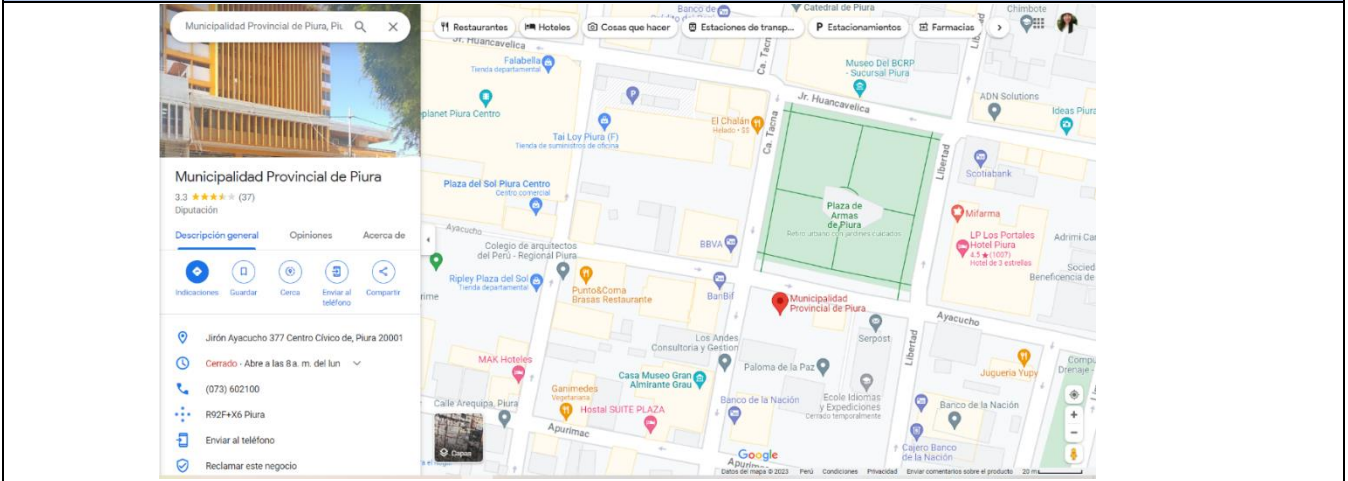 Municipalidad Provincial de Piura, Piu
Municipalidad Provincial de Piura
3.3 (37)
Diputación
Descripción general
Opiniones
Acerca de
Indicaciones
Guardar
Cerca
Enviar al
teléfono
Compartir
Jirón Ayacucho 377 Centro Cívico de, Piura 20001
Cerrado · Abre a las 8 a. m. del lun
(073) 602100
R92F+X6 Piura
Enviar al teléfono
Reclamar este negocio
Restaurantes
Hoteles
Cosas que hacer
Estaciones de transp...
P Estacionamientos
Farmacias
Banco de
Catedral de Piura
Chimbote
Jr. Huancavelica
Falabella
Tienda departamental
Ca. Tacna
Museo Del BCRP
- Sucursal Piura
Jr. Huancavelica
ADN Solutions
Ideas Piura
planet Piura Centro
El Chalán
Helado · $$
Tai Loy Piura (F)
Tienda de suministros de oficina
Ca. Tacna
Libertad
Scotiabank
Plaza del Sol Piura Centro
Centro comercial
Plaza de
Armas
de Piura
Retiro urbano con jardines cuidados
Mifarma
LP Los Portales
Hotel Piura
4.5 (1007)
Hotel de 3 estrellas
Adrimi Car
Ayacucho
Colegio de arquitectos
del Perú - Regional Piura
BBVA
Socied
Beneficencia de
Ripley Plaza del Sol
Tienda departamental
Punto&Coma
Brasas Restaurante
BanBif
Municipalidad
Provincial de Piura
Ayacucho
Serpost
Libertad
Los Andes
Consultoria y Gestion
MAK Hoteles
Paloma de la Paz
Jugueria Yupy
Compu
Drenaje -
Casa Museo Gran
Almirante Grau
Ganimedes
Vegetariana
Ecole Idiomas
y Expediciones
Cerrado temporalmente
Calle Arequipa, Piura
Hostal SUITE PLAZA
Banco de la Nación
Banco de la Nación
Apurimac
Capas
Google
Cajero Banco
de la Nación
Datos del mapa © 2023
Perú
Condiciones
Privacidad
Enviar comentarios sobre el producto
20 m